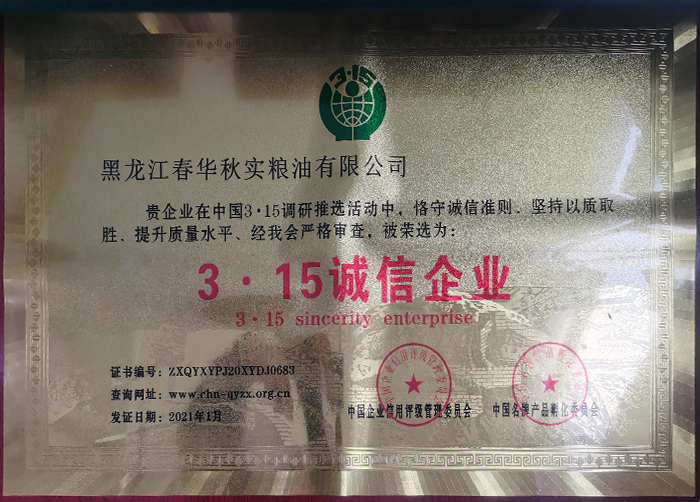 3·15
黑龙江春华秋实粮油有限公司
贵企业在中国3·15调研推选活动中，恪守诚信准则、坚持以质取
胜、提升质量水平、经我会严格审查，被荣选为：
3·15诚信企业
3·15 sincerity enterprise
证书编号：ZXQYXYPJ20XYDJ0683
查询网址：www.chn-qyzx.org.cn
发证日期：2021年1月
中国企业信用评级管理委员会
中国名牌产品孵化委员会